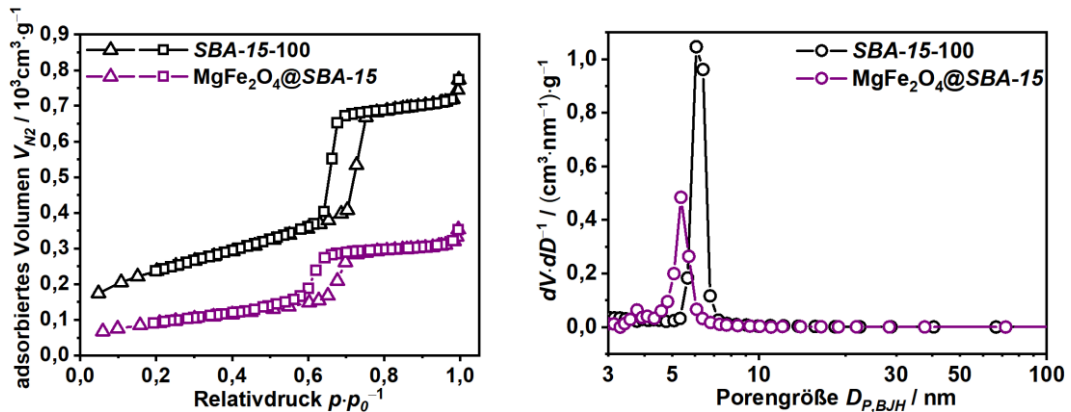 0,9
0,8
0,7
0,6
0,5
0,4
0,3
0,2
0,1
0,0
adsorbiertes Volumen V_N2 / 10³cm³·g⁻¹
SBA-15-100
MgFe₂O₄@SBA-15
0,0 0,2 0,4 0,6 0,8 1,0
Relativdruck p·p₀⁻¹
1,0
0,8
0,6
0,4
0,2
0,0
dV·dD⁻¹ / (cm³·nm⁻¹)·g⁻¹
SBA-15-100
MgFe₂O₄@SBA-15
3 5 10 30 50 100
Porengröße D_P,BJH / nm